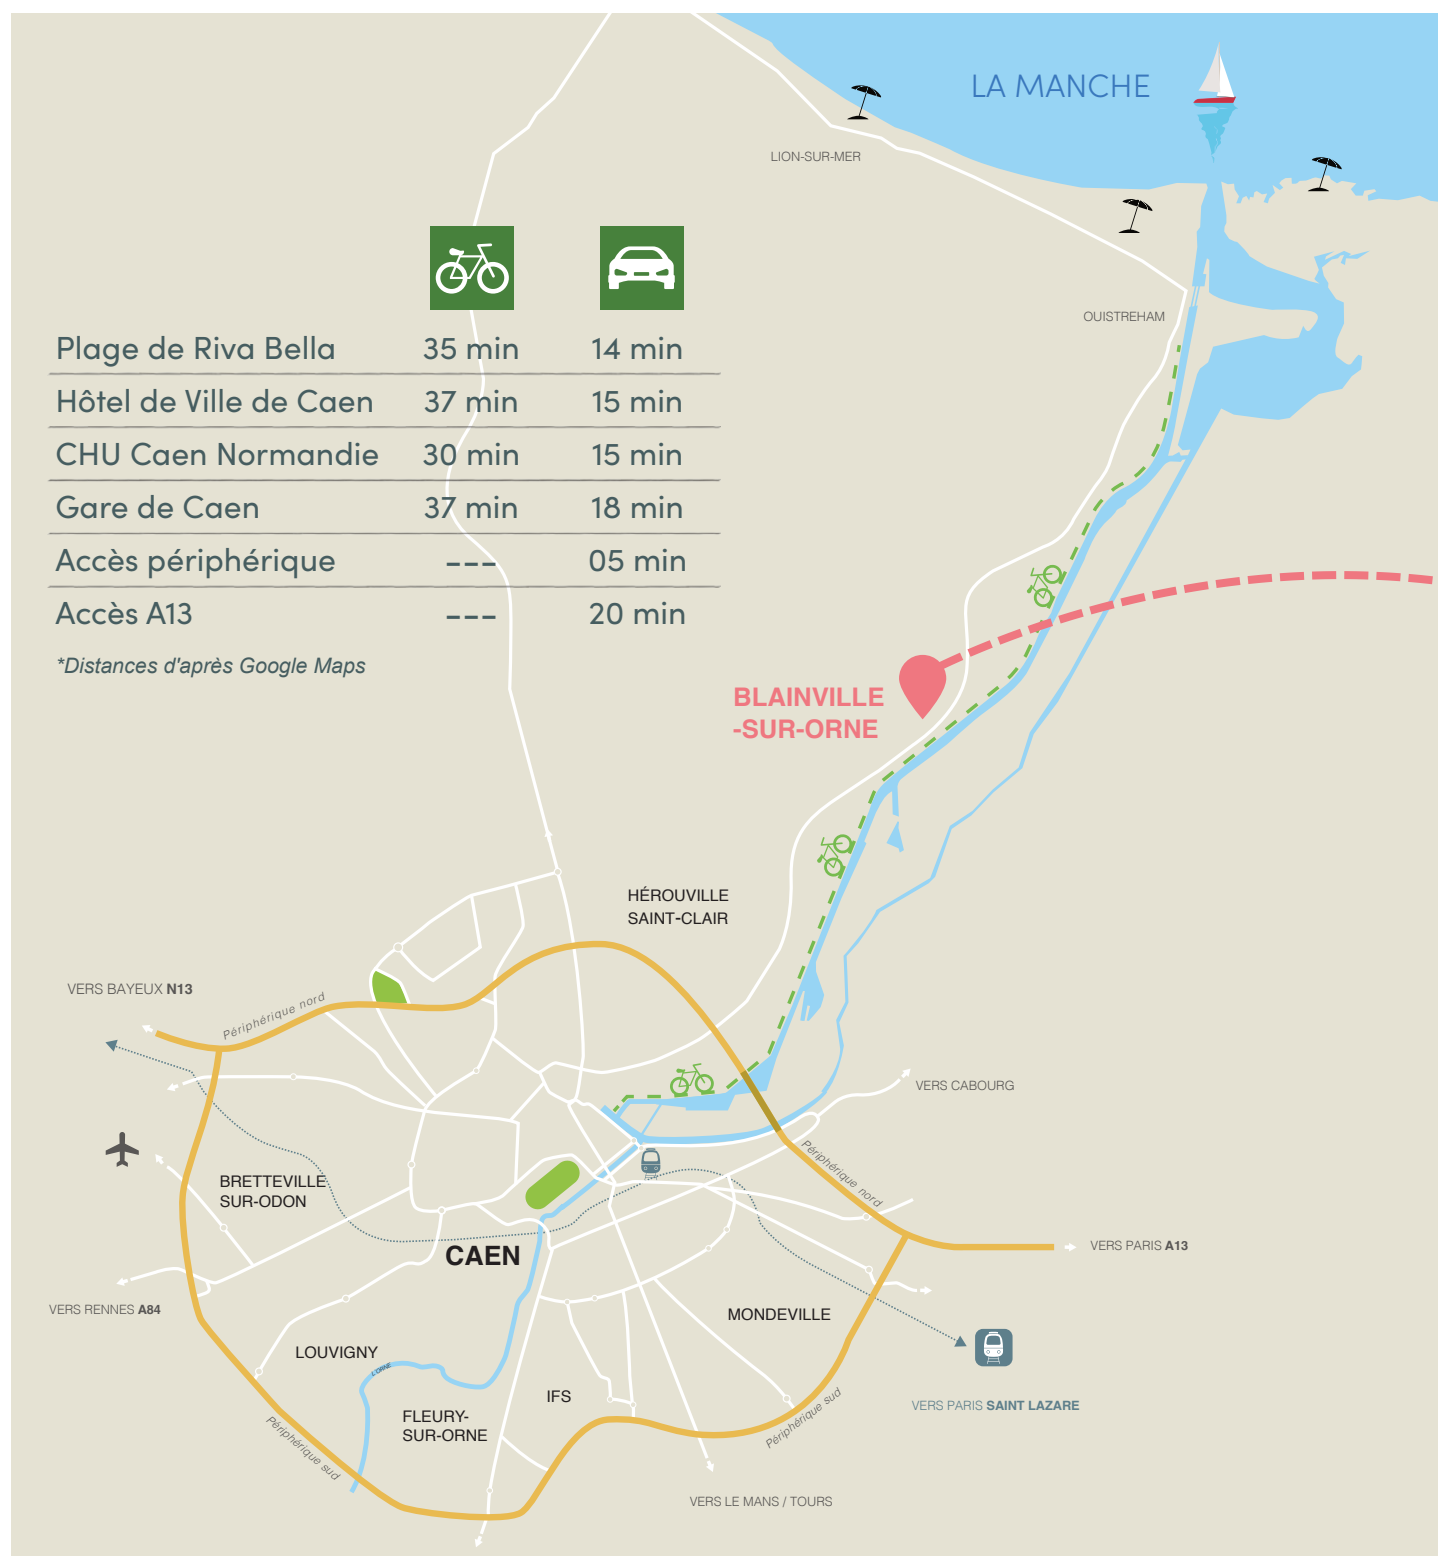 LA MANCHE
LION-SUR-MER
OUISTREHAM
Plage de Riva Bella 35 min 14 min
Hôtel de Ville de Caen 37 min 15 min
CHU Caen Normandie 30 min 15 min
Gare de Caen 37 min 18 min
Accès périphérique --- 05 min
Accès A13 --- 20 min
*Distances d'après Google Maps
BLAINVILLE
-SUR-ORNE
HÉROUVILLE
SAINT-CLAIR
VERS BAYEUX N13
Périphérique nord
VERS CABOURG
Périphérique nord
BRETTEVILLE
SUR-ODON
CAEN
VERS PARIS A13
VERS RENNES A84
MONDEVILLE
LOUVIGNY
L'ORNE
IFS
VERS PARIS SAINT LAZARE
FLEURY-
SUR-ORNE
Périphérique sud
Périphérique sud
VERS LE MANS / TOURS